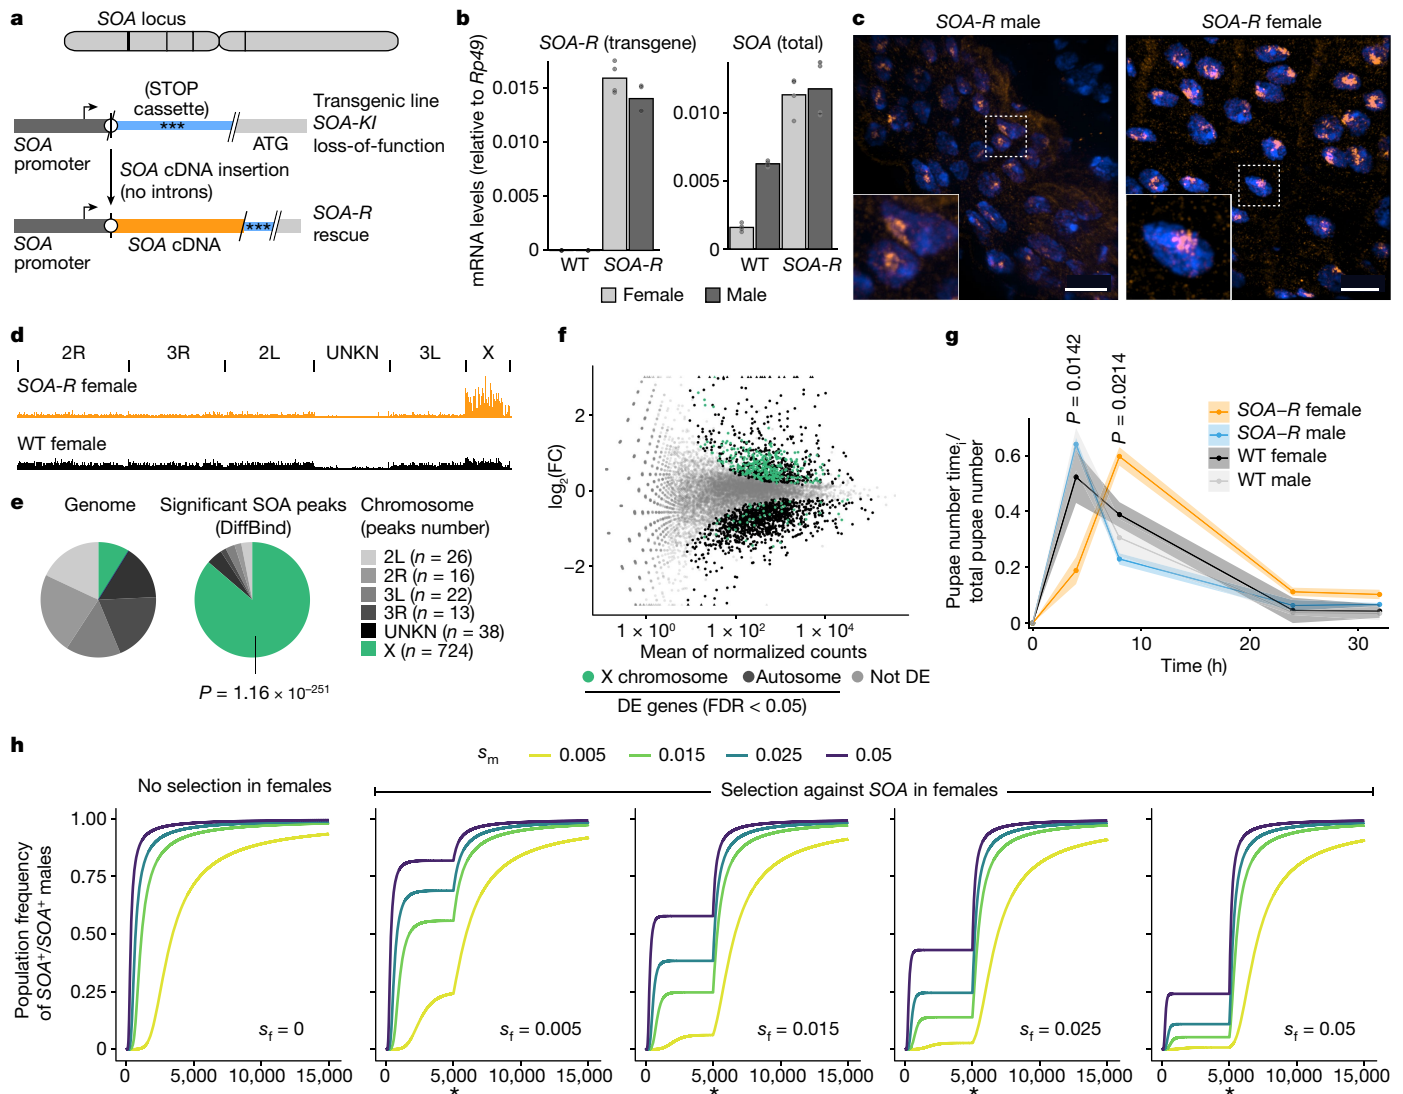 a
SOA locus
(STOP
cassette)
***
SOA
promoter
ATG
Transgenic line
SOA-KI
loss-of-function
SOA cDNA insertion
(no introns)
***
SOA
promoter
SOA cDNA
SOA-R
rescue
b
mRNA levels (relative to Rp49)
SOA-R (transgene)
0.015
0.010
0.005
0
WT SOA-R
SOA (total)
0.010
0.005
0
WT SOA-R
Female Male
c
SOA-R male
SOA-R female
d
2R 3R 2L UNKN 3L X
SOA-R female
WT female
e
Genome
Significant SOA peaks
(DiffBind)
P = 1.16 × 10–251
Chromosome
(peaks number)
2L (n = 26)
2R (n = 16)
3L (n = 22)
3R (n = 13)
UNKN (n = 38)
X (n = 724)
f
log2(FC)
2
0
–2
1 × 10⁰ 1 × 10² 1 × 10⁴
Mean of normalized counts
X chromosome Autosome Not DE
DE genes (FDR < 0.05)
g
P = 0.0142
P = 0.0214
Pupae number timei/
total pupae number
0.6
0.4
0.2
0
0 10 20 30
Time (h)
SOA–R female
SOA–R male
WT female
WT male
h
sm 0.005 0.015 0.025 0.05
No selection in females
Selection against SOA in females
Population frequency
of SOA+/SOA+ males
1.00
0.75
0.50
0.25
0
sf = 0
sf = 0.005
sf = 0.015
sf = 0.025
sf = 0.05
0 5,000 10,000 15,000
0 5,000 10,000 15,000
*
0 5,000 10,000 15,000
*
0 5,000 10,000 15,000
*
0 5,000 10,000 15,000
*